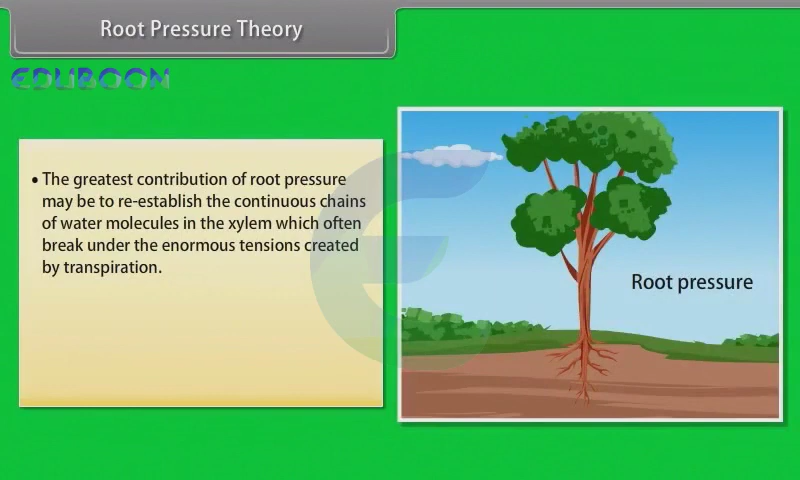 Root Pressure Theory
EDUBOON
• The greatest contribution of root pressure
may be to re-establish the continuous chains
of water molecules in the xylem which often
break under the enormous tensions created
by transpiration.
Root pressure